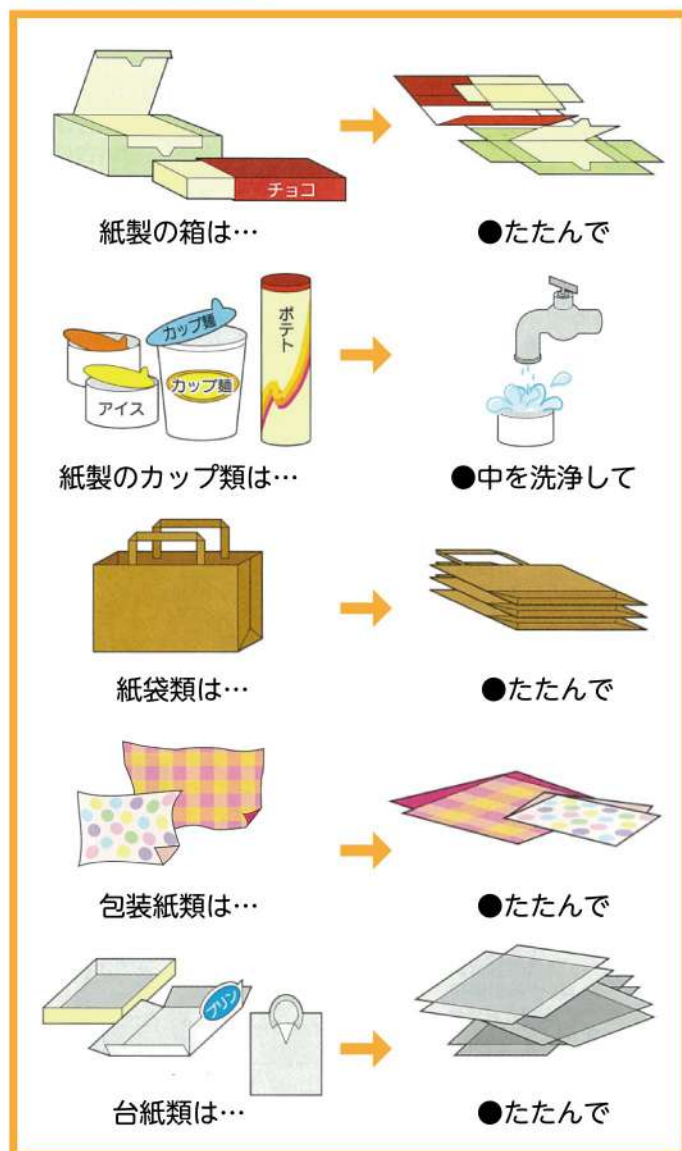 チョコ
紙製の箱は…
●たたんで
カップ麺
ポテト
カップ麺
アイス
紙製のカップ類は…
●中を洗浄して
紙袋類は…
●たたんで
包装紙類は…
●たたんで
プリン
台紙類は…
●たたんで